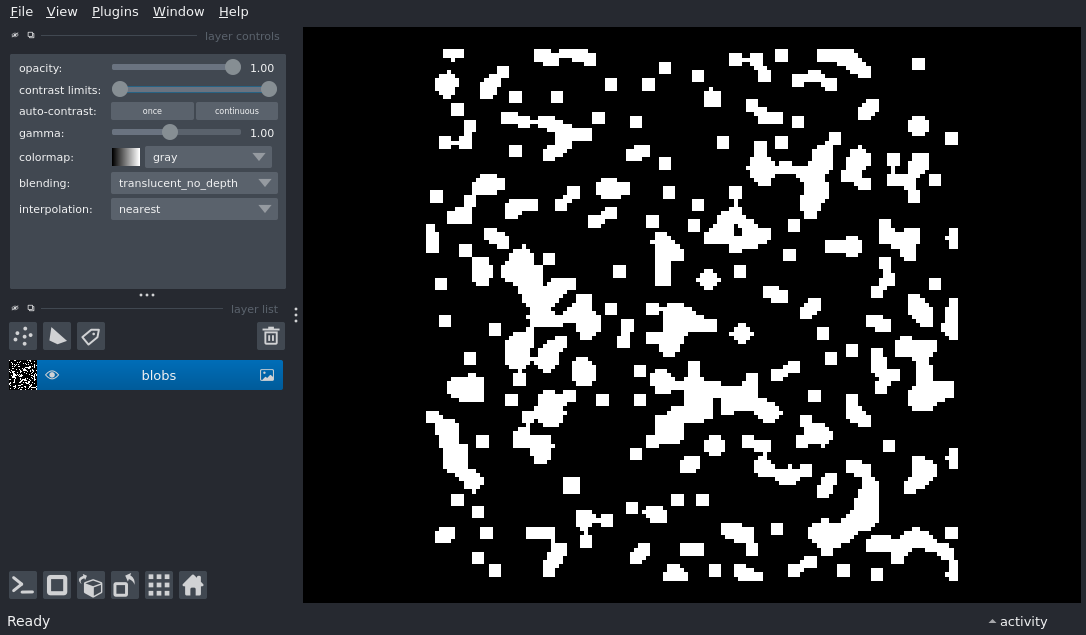 File View Plugins Window Help
layer controls
opacity: 1.00
contrast limits:
auto-contrast: once continuous
gamma: 1.00
colormap: gray
blending: translucent_no_depth
interpolation: nearest
layer list
blobs
Ready
activity